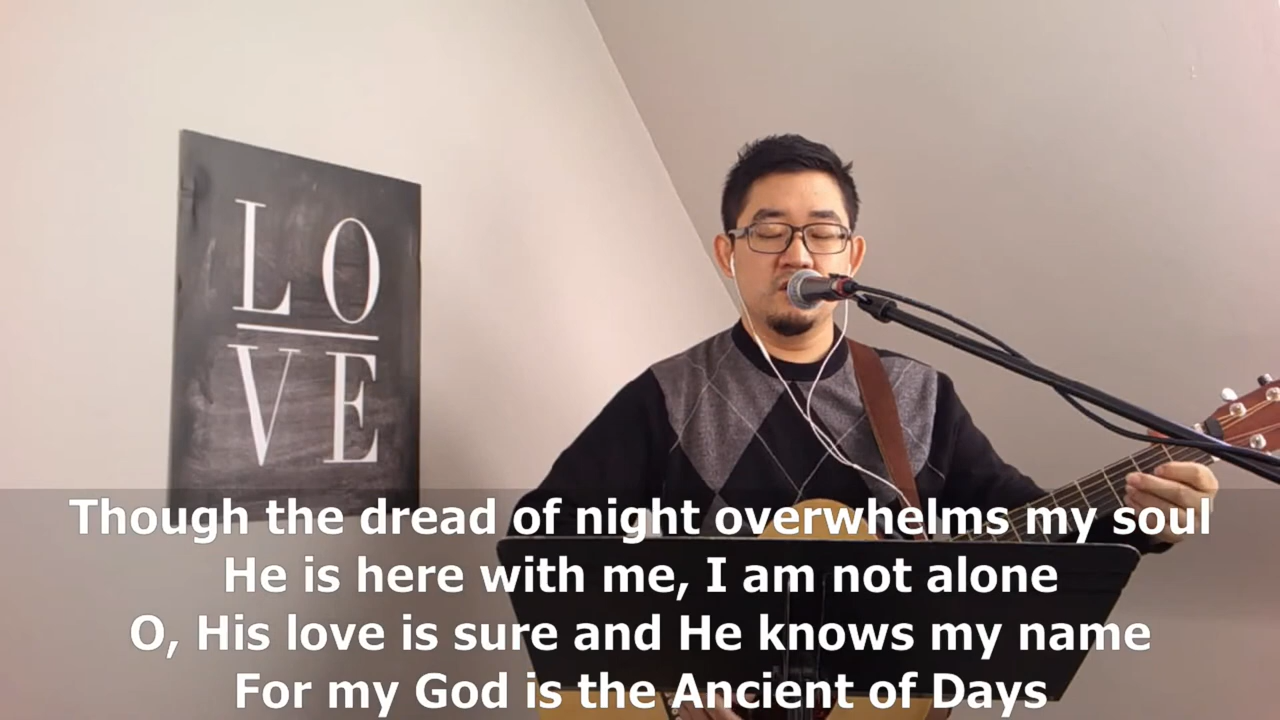 LO
VE
Though the dread of night overwhelms my soul
He is here with me, I am not alone
O, His love is sure and He knows my name
For my God is the Ancient of Days